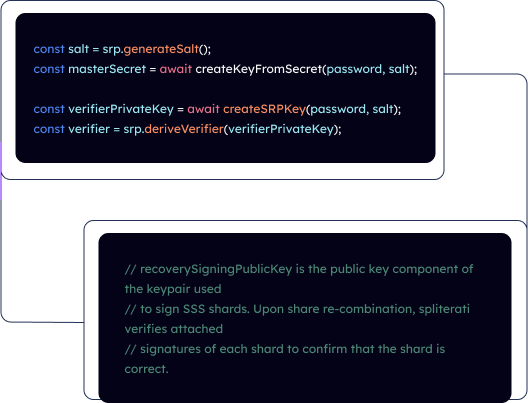 const salt = srp.generateSalt();
const masterSecret = await createKeyFromSecret(password, salt);
const verifierPrivateKey = await createSRPKey(password, salt);
const verifier = srp.deriveVerifier(verifierPrivateKey);
// recoverySigningPublicKey is the public key component of
the keypair used
// to sign SSS shards. Upon share re-combination, spliterati
verifies attached
// signatures of each shard to confirm that the shard is
correct.